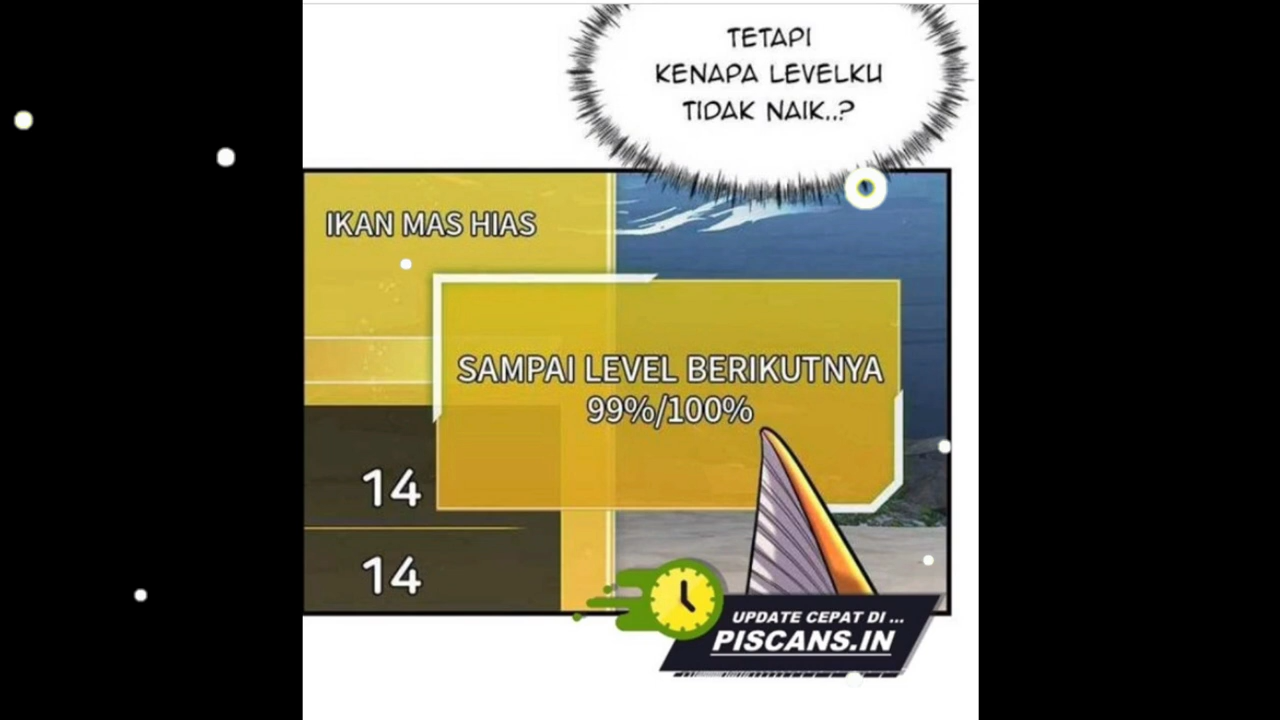 TETAPI
KENAPA LEVELKU
TIDAK NAIK..?
IKAN MAS HIAS
SAMPAI LEVEL BERIKUTNYA
99%/100%
14
14
UPDATE CEPAT DI ...
PISCANS.IN